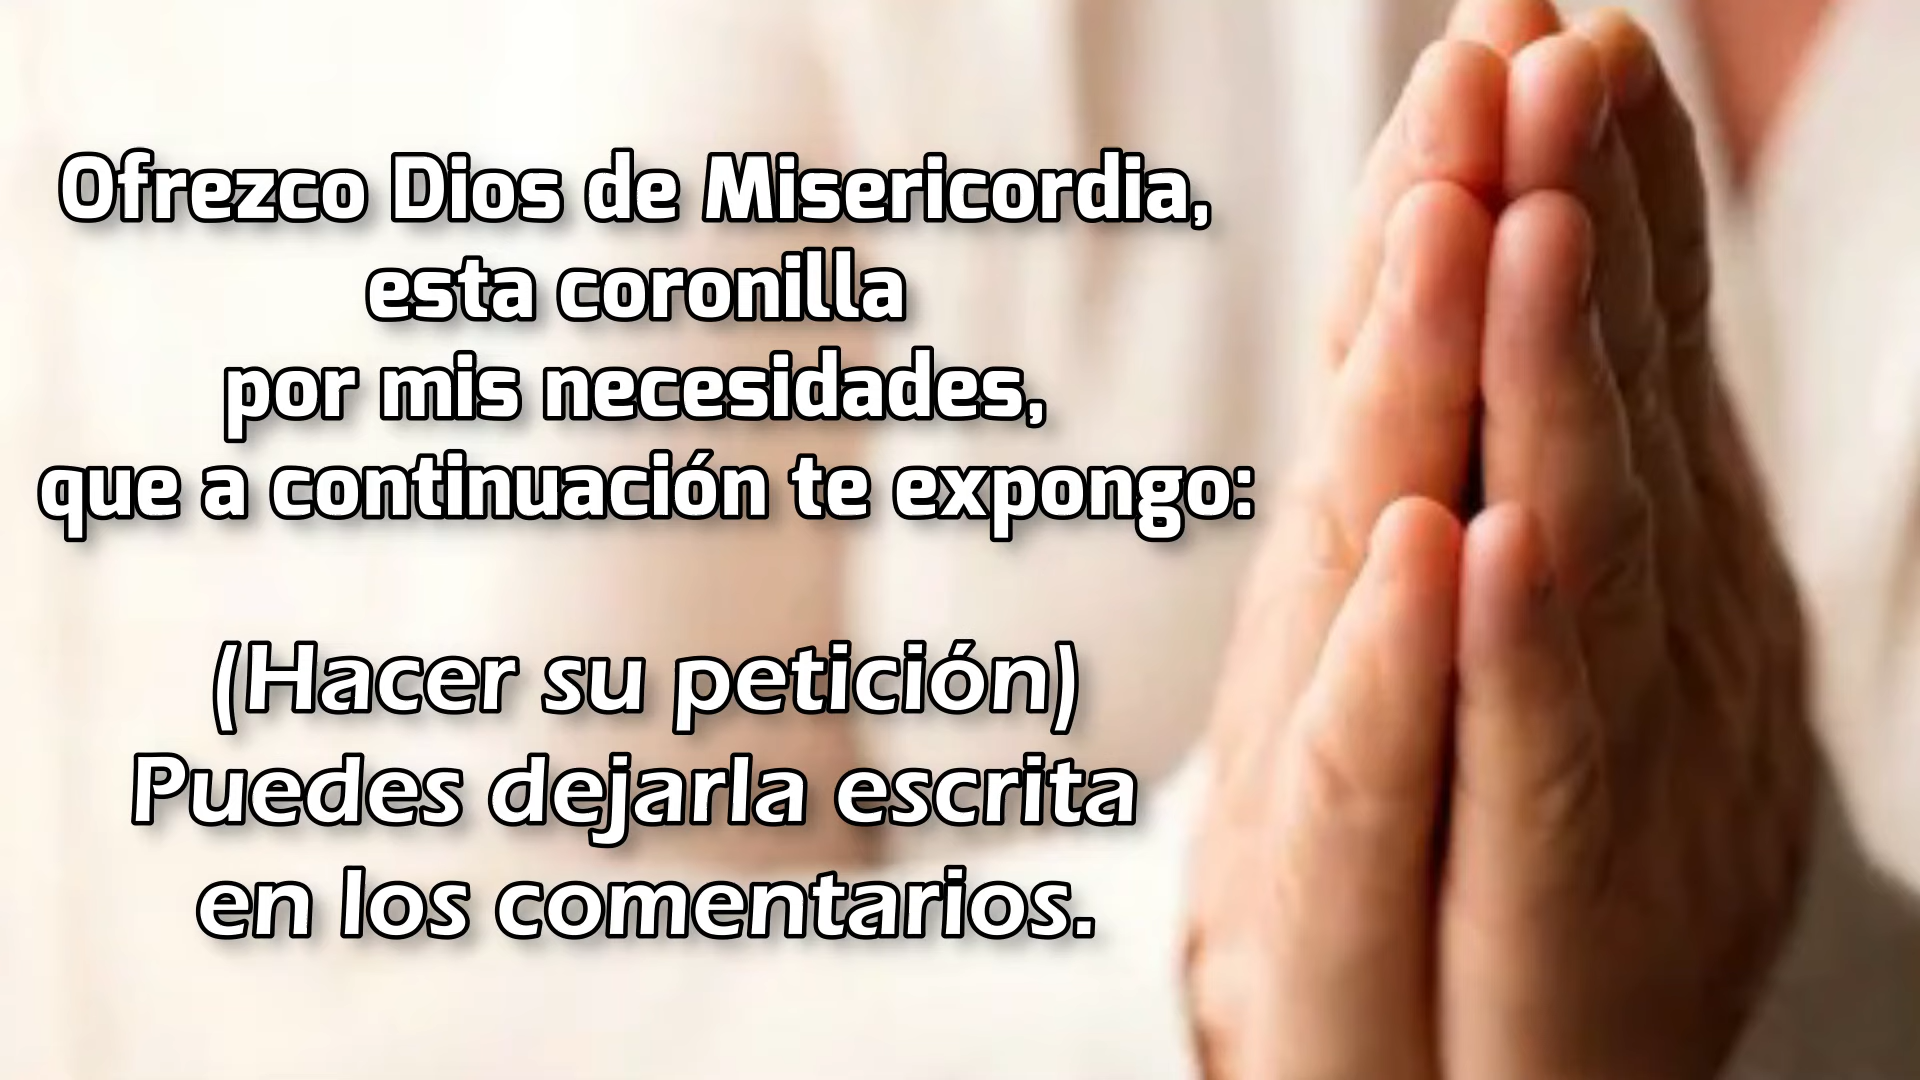 Ofrezco Dios de Misericordia,
esta coronilla
por mis necesidades,
que a continuación te expongo:
(Hacer su petición)
Puedes dejarla escrita
en los comentarios.